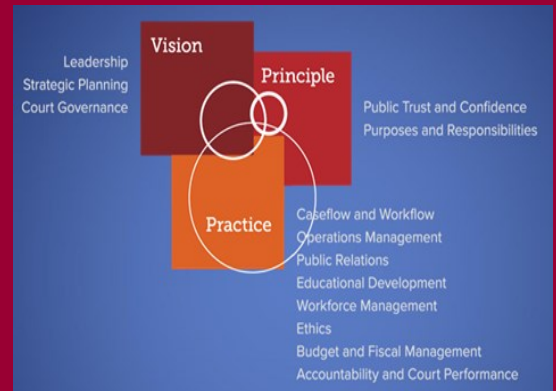 Vision
Leadership
Strategic Planning
Court Governance
Principle
Public Trust and Confidence
Purposes and Responsibilities
Practice
Caseflow and Workflow
Operations Management
Public Relations
Educational Development
Workforce Management
Ethics
Budget and Fiscal Management
Accountability and Court Performance